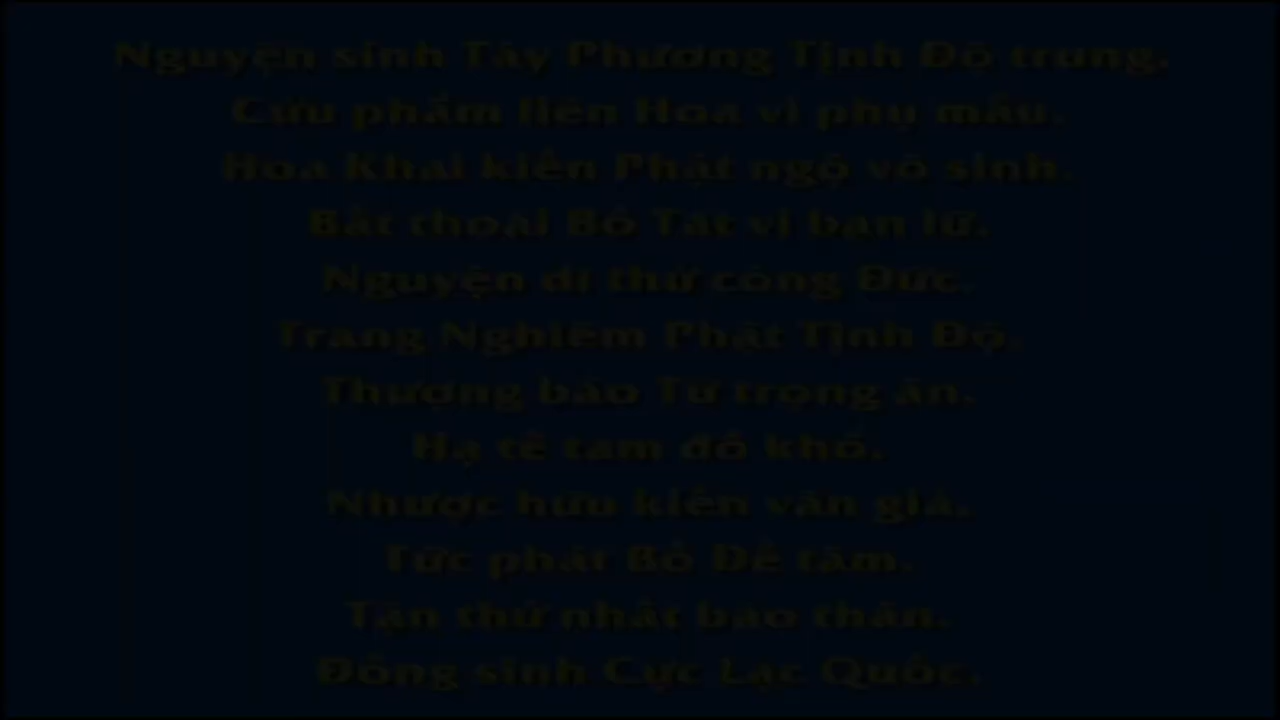 Nguyện sinh Tây Phương Tịnh Độ trung.
Cửu phẩm liên Hoa vi phụ mẫu.
Hoa Khai kiến Phật ngộ vô sinh.
Bất thoái Bồ Tát vi bạn lữ.
Nguyện dĩ thử công Đức.
Trang Nghiêm Phật Tịnh Độ.
Thượng báo Tứ trọng ân.
Hạ tế tam đồ khổ.
Nhược hữu kiến văn giả.
Tức phát Bồ Đề tâm.
Tận thử nhất báo thân.
Đồng sinh Cực Lạc Quốc.